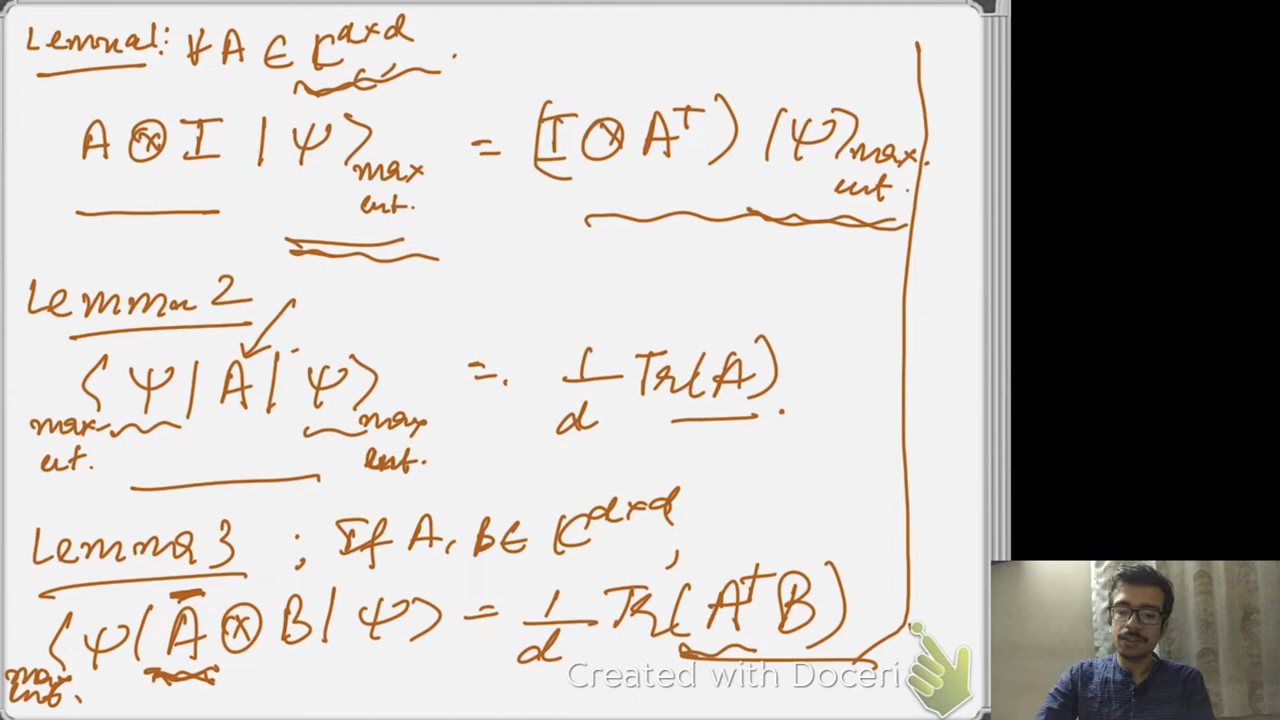 Lemma1: ∀ A ∈ ℂ^{d×d}.
A ⊗ I |ψ⟩_{max ent.} = (I ⊗ A^T) |ψ⟩_{max. ent.}
Lemma 2
_{max ent.}⟨ψ|A|ψ⟩_{max ent.} =. 1/d Tr(A).
Lemma 3 ; If A, B ∈ ℂ^{d×d},
_{max ent.}⟨ψ| A̅ ⊗ B |ψ⟩ = 1/d Tr(A^† B)
Created with Doceri